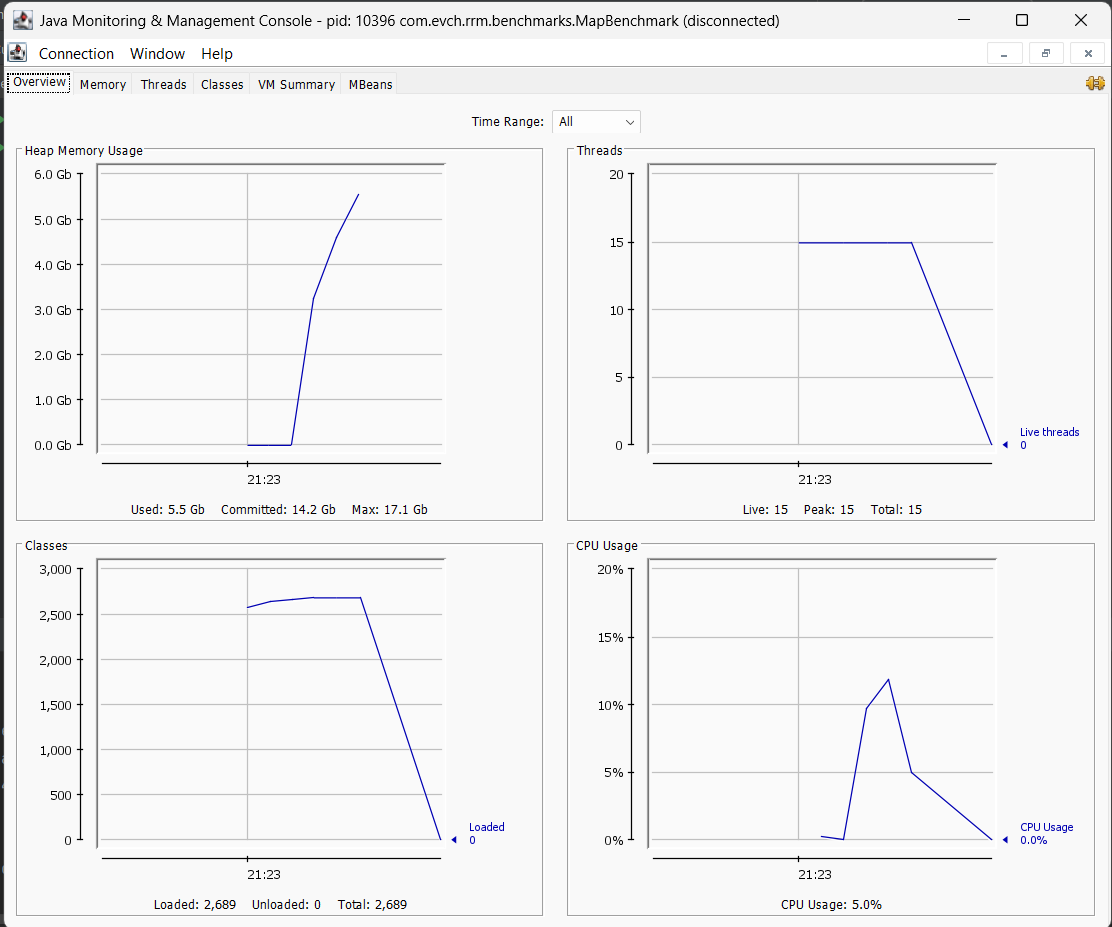 Java Monitoring & Management Console - pid: 10396 com.evch.rrm.benchmarks.MapBenchmark (disconnected)
Connection Window Help
Overview Memory Threads Classes VM Summary MBeans
Time Range: All
Heap Memory Usage
6.0 Gb
5.0 Gb
4.0 Gb
3.0 Gb
2.0 Gb
1.0 Gb
0.0 Gb
21:23
Used: 5.5 Gb Committed: 14.2 Gb Max: 17.1 Gb
Threads
20
15
10
5
0
Live threads
0
21:23
Live: 15 Peak: 15 Total: 15
Classes
3,000
2,500
2,000
1,500
1,000
500
0
Loaded
0
21:23
Loaded: 2,689 Unloaded: 0 Total: 2,689
CPU Usage
20%
15%
10%
5%
0%
CPU Usage
0.0%
21:23
CPU Usage: 5.0%